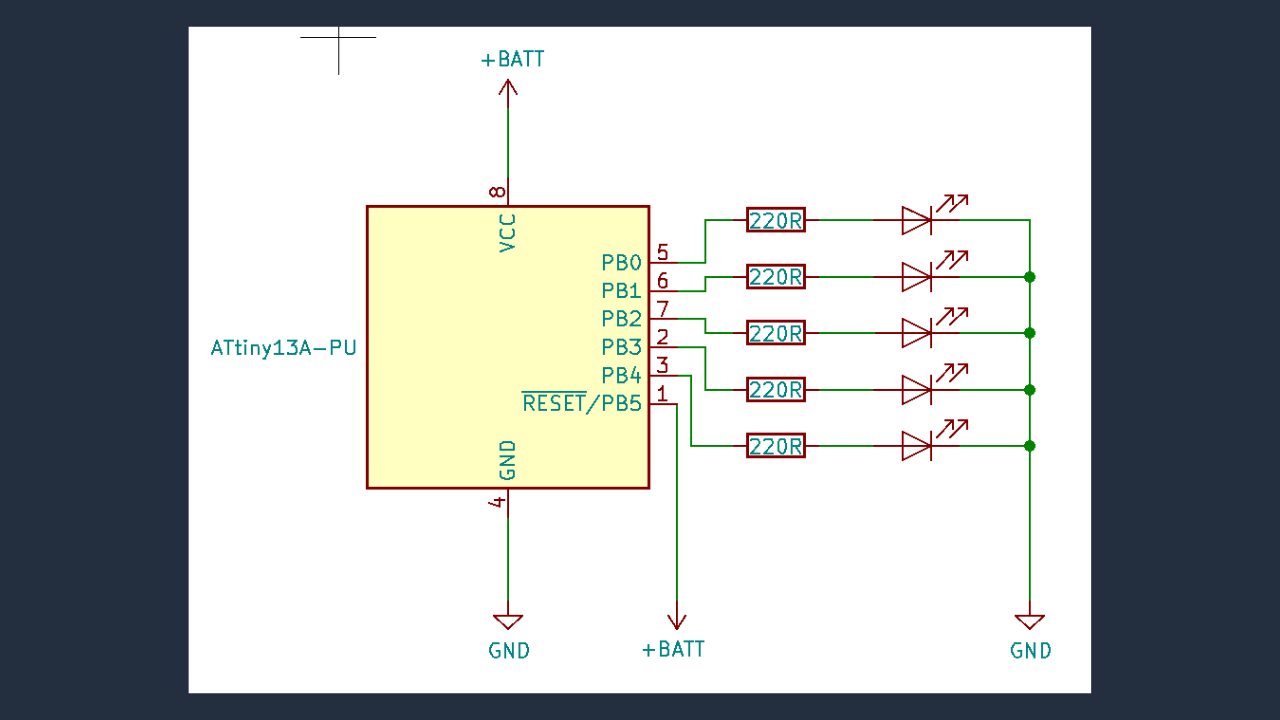 +BATT
8
VCC
PB0 5 220R
PB1 6 220R
PB2 7 220R
PB3 2 220R
PB4 3 220R
RESET/PB5 1
ATtiny13A-PU
GND
4
GND
+BATT
GND